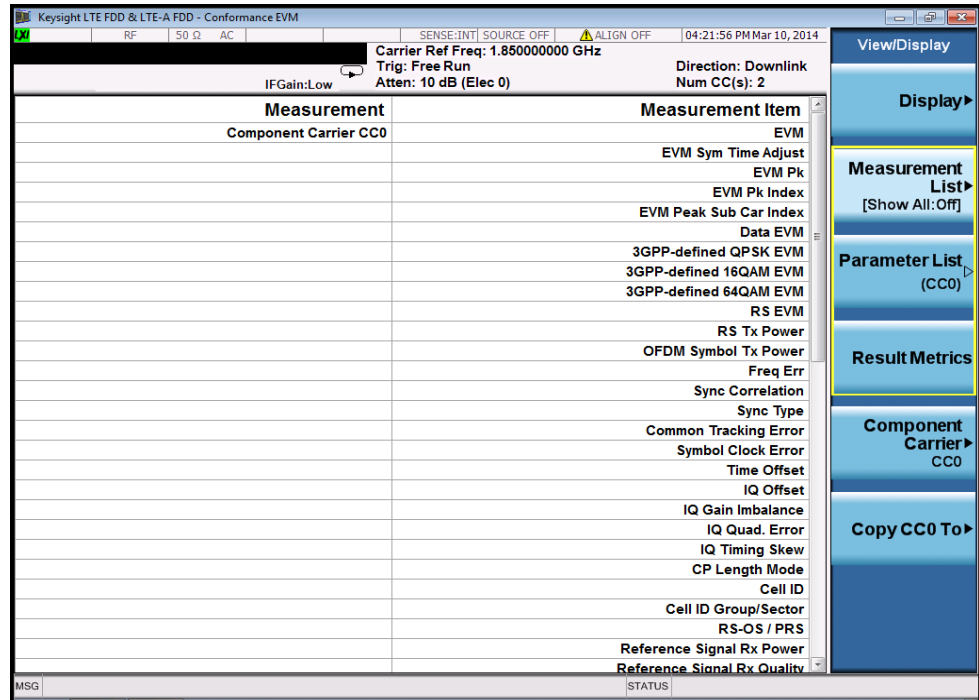 Keysight LTE FDD & LTE-A FDD - Conformance EVM
LXI RF 50 Ω AC SENSE:INT SOURCE OFF ALIGN OFF 04:21:56 PM Mar 10, 2014
Carrier Ref Freq: 1.850000000 GHz
Trig: Free Run Direction: Downlink
IFGain:Low Atten: 10 dB (Elec 0) Num CC(s): 2
Measurement Measurement Item
Component Carrier CC0 EVM
EVM Sym Time Adjust
EVM Pk
EVM Pk Index
EVM Peak Sub Car Index
Data EVM
3GPP-defined QPSK EVM
3GPP-defined 16QAM EVM
3GPP-defined 64QAM EVM
RS EVM
RS Tx Power
OFDM Symbol Tx Power
Freq Err
Sync Correlation
Sync Type
Common Tracking Error
Symbol Clock Error
Time Offset
IQ Offset
IQ Gain Imbalance
IQ Quad. Error
IQ Timing Skew
CP Length Mode
Cell ID
Cell ID Group/Sector
RS-OS / PRS
Reference Signal Rx Power
Reference Signal Rx Quality
View/Display
Display
Measurement
List
[Show All:Off]
Parameter List
(CC0)
Result Metrics
Component
Carrier
CC0
Copy CC0 To
MSG STATUS